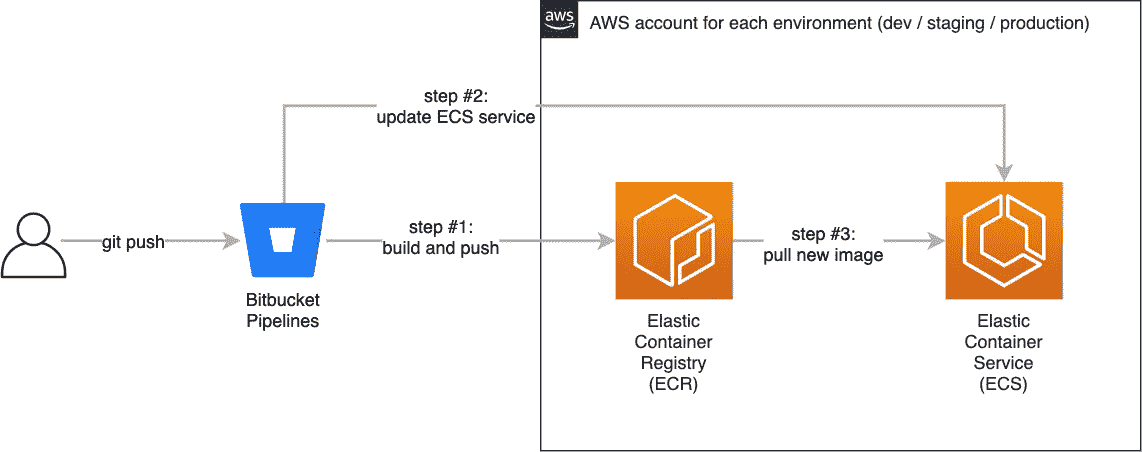 aws
AWS account for each environment (dev / staging / production)
step #2:
update ECS service
git push
step #1:
build and push
step #3:
pull new image
Bitbucket
Pipelines
Elastic
Container
Registry
(ECR)
Elastic
Container
Service
(ECS)